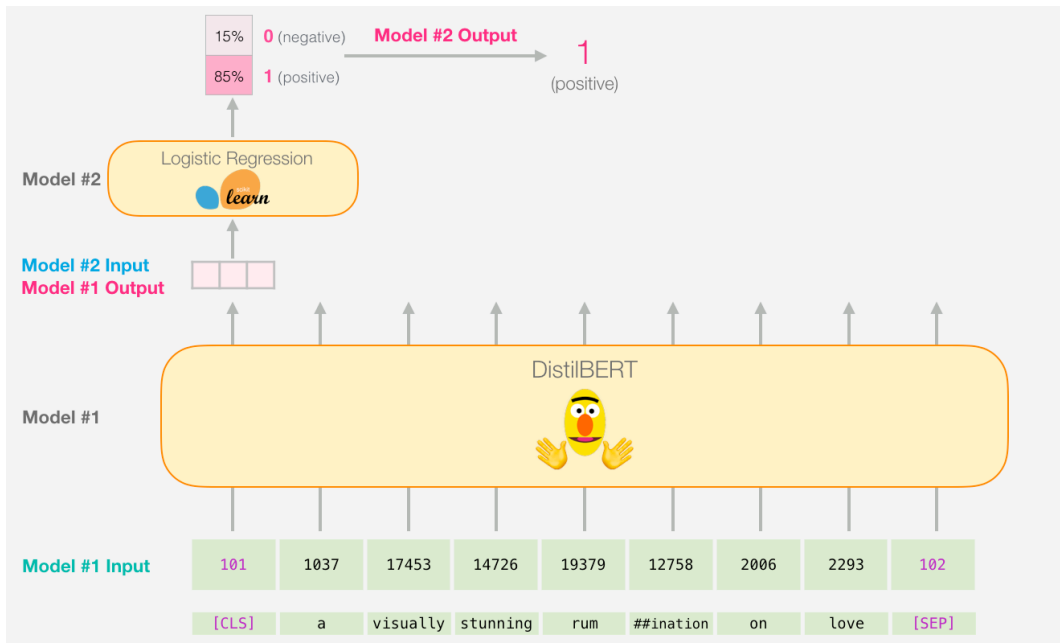 15% 0 (negative) Model #2 Output 1
85% 1 (positive) (positive)
Logistic Regression
Model #2
learn
Model #2 Input
Model #1 Output
DistilBERT
Model #1
Model #1 Input 101 1037 17453 14726 19379 12758 2006 2293 102
[CLS] a visually stunning rum ##ination on love [SEP]